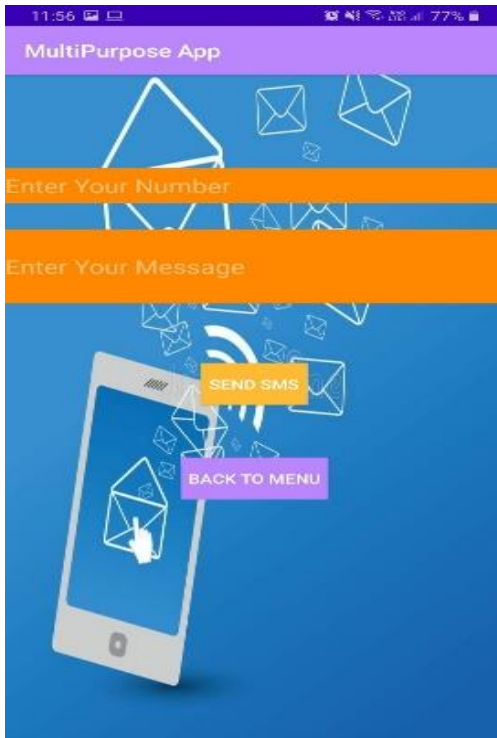 11:56 77%
MultiPurpose App
Enter Your Number
Enter Your Message
SEND SMS
BACK TO MENU